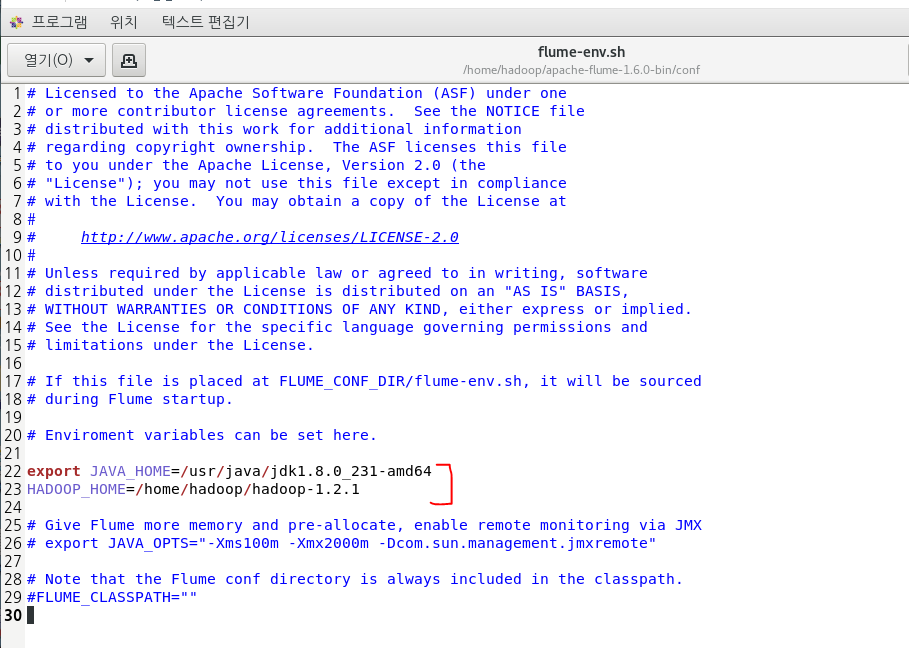 프로그램 위치 텍스트 편집기
열기(O)
flume-env.sh
/home/hadoop/apache-flume-1.6.0-bin/conf
1 # Licensed to the Apache Software Foundation (ASF) under one
2 # or more contributor license agreements.  See the NOTICE file
3 # distributed with this work for additional information
4 # regarding copyright ownership.  The ASF licenses this file
5 # to you under the Apache License, Version 2.0 (the
6 # "License"); you may not use this file except in compliance
7 # with the License.  You may obtain a copy of the License at
8 #
9 #     http://www.apache.org/licenses/LICENSE-2.0
10 #
11 # Unless required by applicable law or agreed to in writing, software
12 # distributed under the License is distributed on an "AS IS" BASIS,
13 # WITHOUT WARRANTIES OR CONDITIONS OF ANY KIND, either express or implied.
14 # See the License for the specific language governing permissions and
15 # limitations under the License.
16
17 # If this file is placed at FLUME_CONF_DIR/flume-env.sh, it will be sourced
18 # during Flume startup.
19
20 # Enviroment variables can be set here.
21
22 export JAVA_HOME=/usr/java/jdk1.8.0_231-amd64
23 HADOOP_HOME=/home/hadoop/hadoop-1.2.1
24
25 # Give Flume more memory and pre-allocate, enable remote monitoring via JMX
26 # export JAVA_OPTS="-Xms100m -Xmx2000m -Dcom.sun.management.jmxremote"
27
28 # Note that the Flume conf directory is always included in the classpath.
29 #FLUME_CLASSPATH=""
30